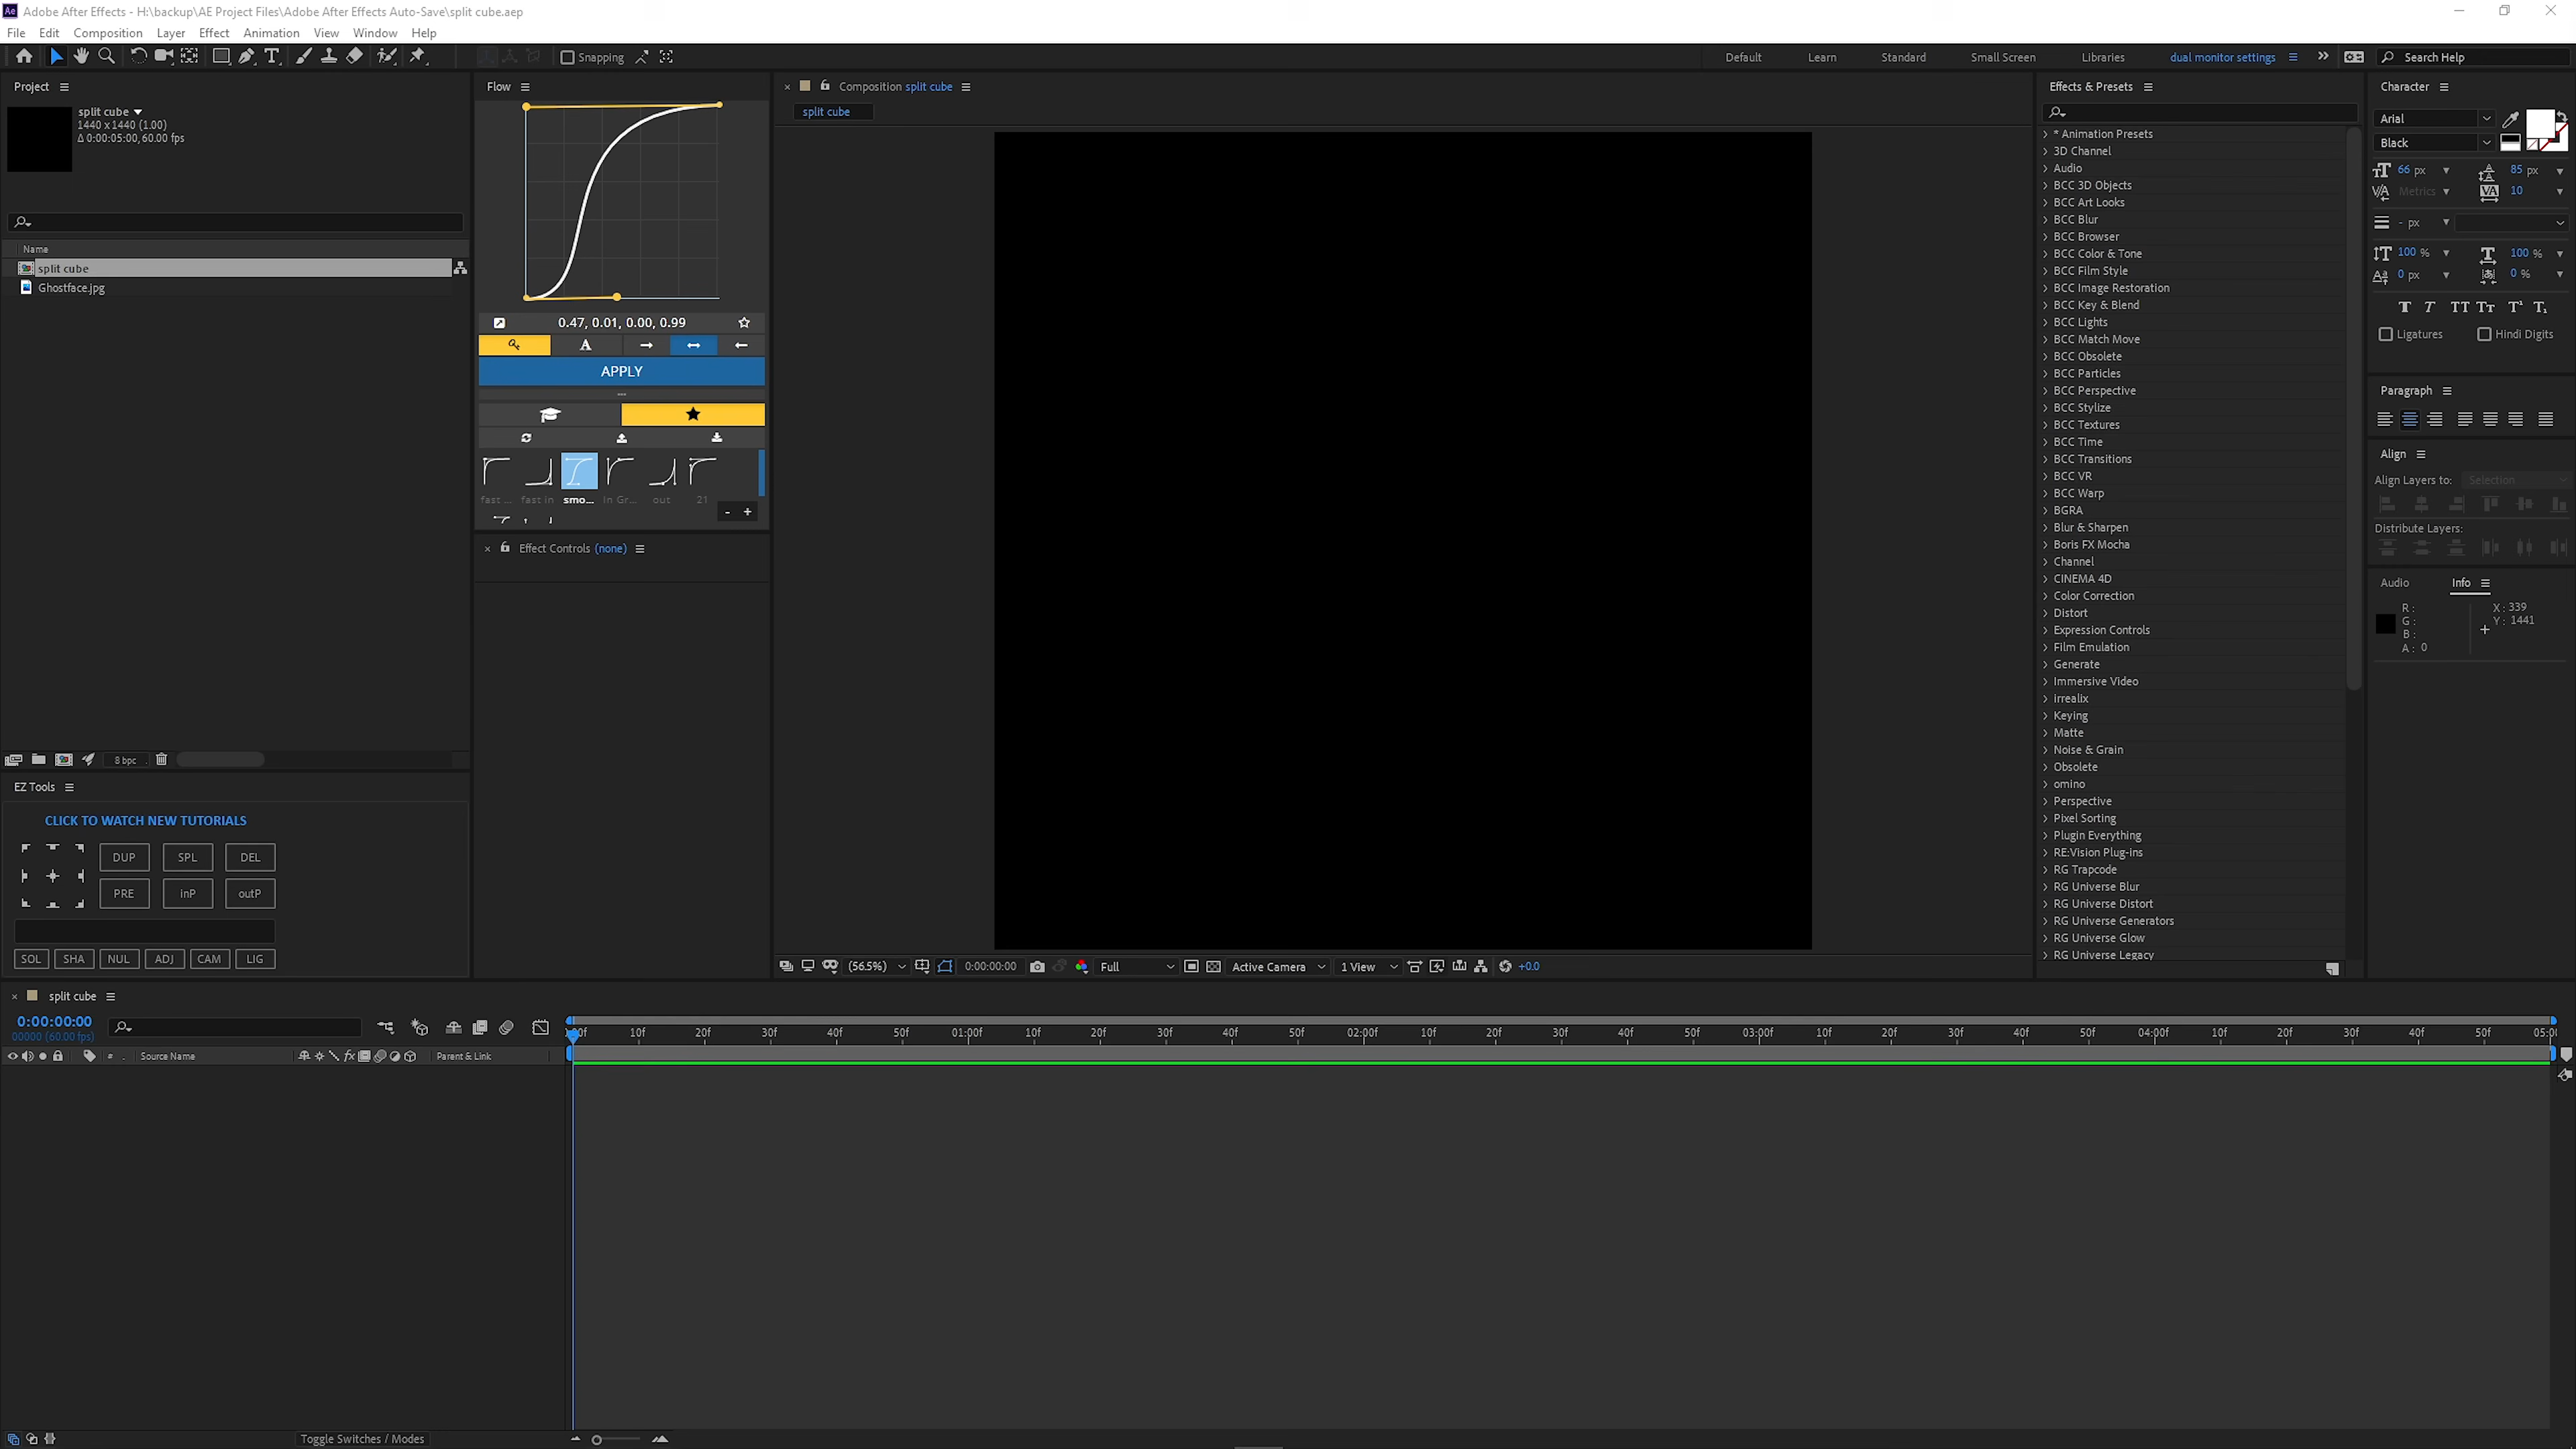 Adobe After Effects - H:\backup\AE Project Files\Adobe After Effects Auto-Save\split cube.aep
File Edit Composition Layer Effect Animation View Window Help
Snapping
Default Learn Standard Small Screen Libraries dual monitor settings
Search Help
Project
split cube
1440 x 1440 (1.00)
Δ 0:00:05:00, 60.00 fps
Name
split cube
Ghostface.jpg
8 bpc
EZ Tools
CLICK TO WATCH NEW TUTORIALS
DUP SPL DEL
PRE inP outP
SOL SHA NUL ADJ CAM LIG
Flow
0.47, 0.01, 0.00, 0.99
A
APPLY
fast ... fast in smo... In Gr... out 21
- +
Effect Controls (none)
Composition split cube
split cube
(56.5%) 0:00:00:00 Full Active Camera 1 View +0.0
Effects & Presets
* Animation Presets
3D Channel
Audio
BCC 3D Objects
BCC Art Looks
BCC Blur
BCC Browser
BCC Color & Tone
BCC Film Style
BCC Image Restoration
BCC Key & Blend
BCC Lights
BCC Match Move
BCC Obsolete
BCC Particles
BCC Perspective
BCC Stylize
BCC Textures
BCC Time
BCC Transitions
BCC VR
BCC Warp
BGRA
Blur & Sharpen
Boris FX Mocha
Channel
CINEMA 4D
Color Correction
Distort
Expression Controls
Film Emulation
Generate
Immersive Video
irrealix
Keying
Matte
Noise & Grain
Obsolete
omino
Perspective
Pixel Sorting
Plugin Everything
RE:Vision Plug-ins
RG Trapcode
RG Universe Blur
RG Universe Distort
RG Universe Generators
RG Universe Glow
RG Universe Legacy
Character
Arial
Black
66 px 85 px
Metrics 10
- px
100 % 100 %
0 px 0 %
Ligatures Hindi Digits
Paragraph
Align
Align Layers to: Selection
Distribute Layers:
Audio Info
R :
G :
B :
A : 0
X : 339
Y : 1441
split cube
0:00:00:00
00000 (60.00 fps)
# . Source Name Parent & Link
10f 20f 30f 40f 50f 01:00f 10f 20f 30f 40f 50f 02:00f 10f 20f 30f 40f 50f 03:00f 10f 20f 30f 40f 50f 04:00f 10f 20f 30f 40f 50f
Toggle Switches / Modes